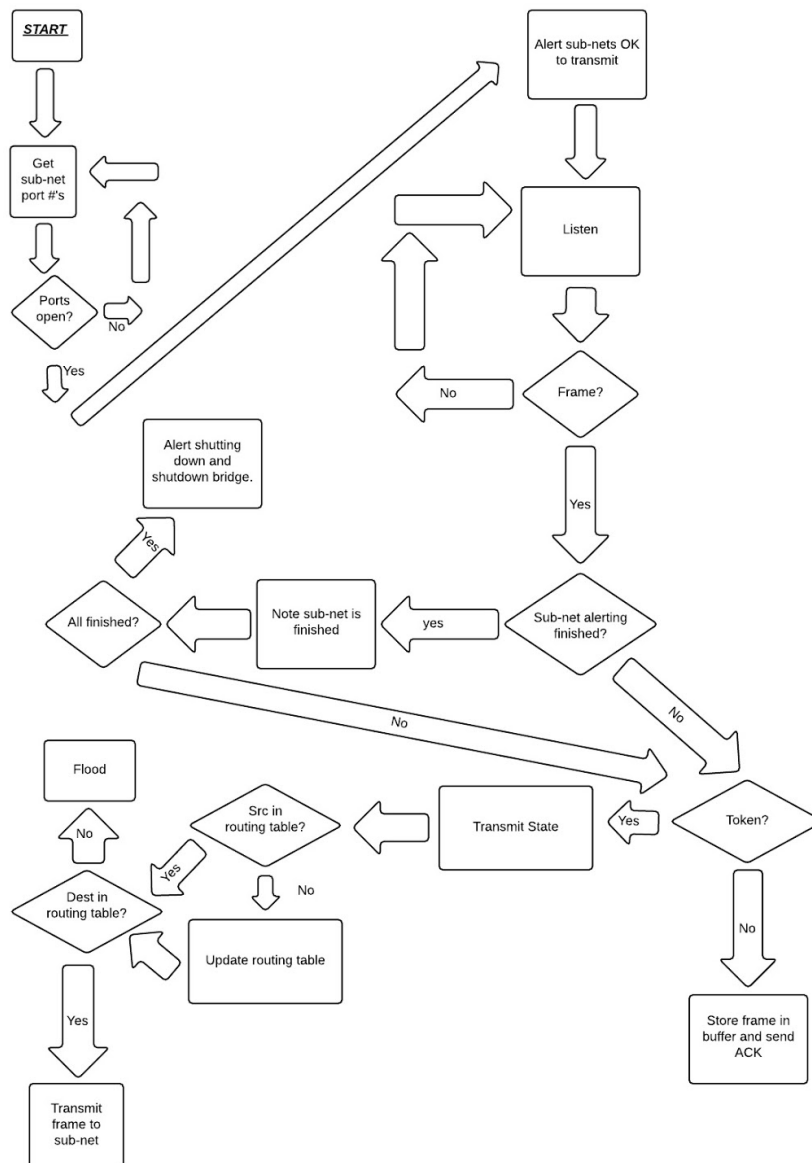 START
Get
sub-net
port #'s
Ports
open?
No
Yes
Alert sub-nets OK
to transmit
Listen
Frame?
No
Yes
Sub-net alerting
finished?
yes
Note sub-net is
finished
All finished?
Yes
Alert shutting
down and
shutdown bridge.
No
No
Token?
Yes
Transmit State
Src in
routing table?
Yes
No
Update routing table
Dest in
routing table?
No
Flood
Yes
Transmit
frame to
sub-net
No
Store frame in
buffer and send
ACK